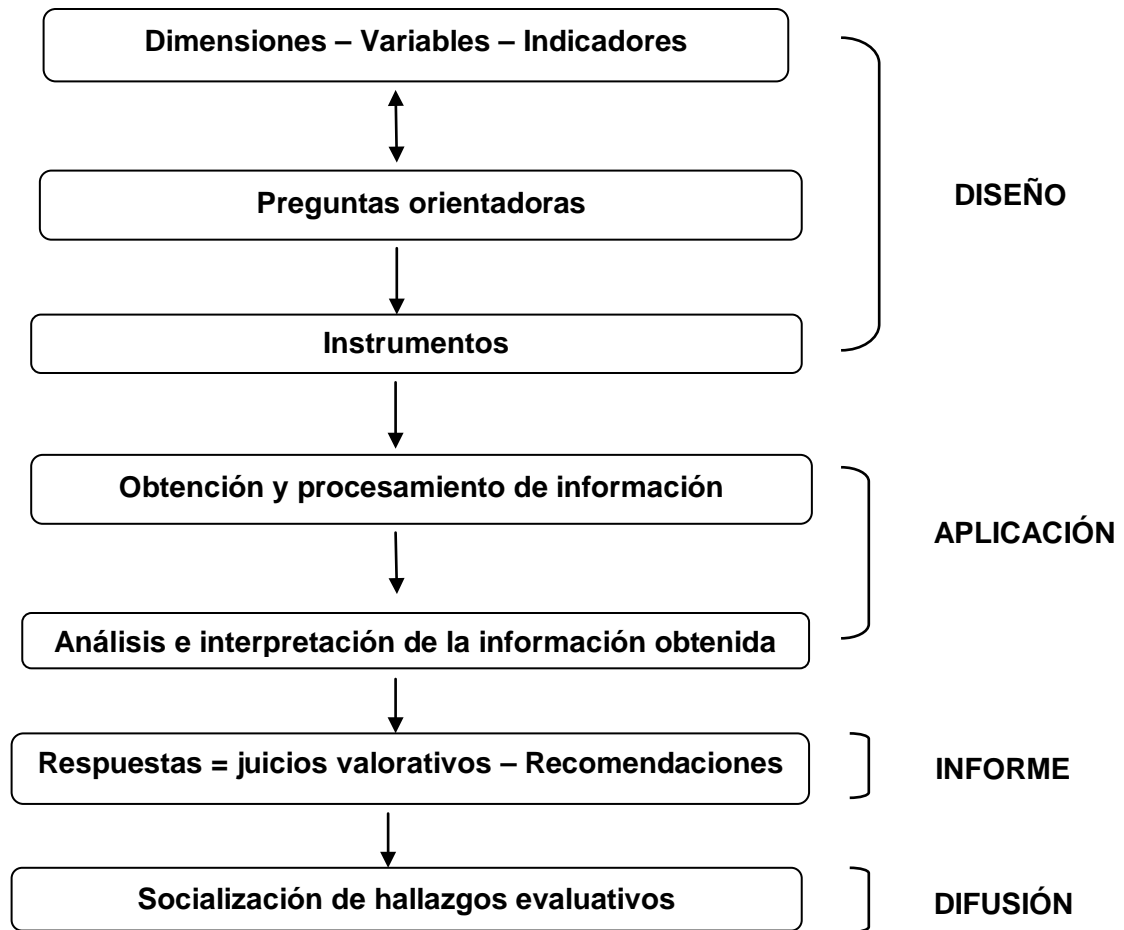 Dimensiones – Variables – Indicadores
Preguntas orientadoras
DISEÑO
Instrumentos
Obtención y procesamiento de información
APLICACIÓN
Análisis e interpretación de la información obtenida
Respuestas = juicios valorativos – Recomendaciones
INFORME
Socialización de hallazgos evaluativos
DIFUSIÓN